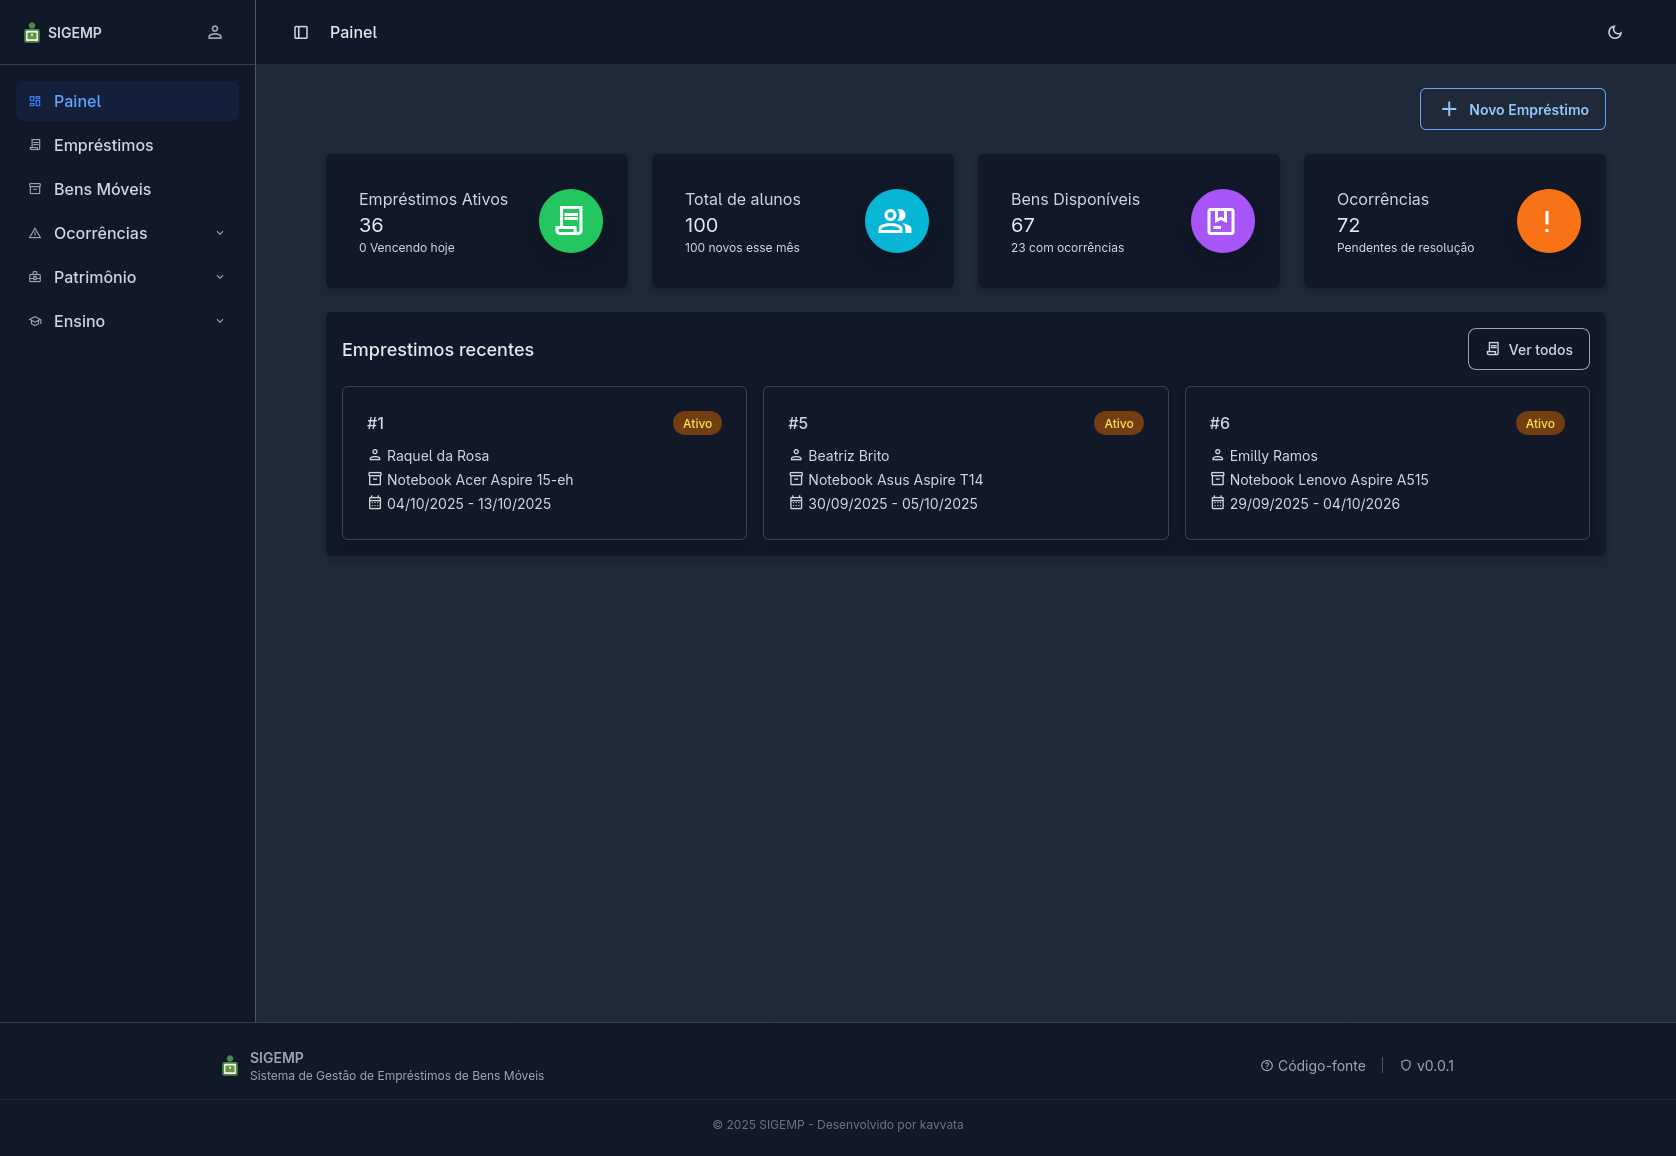 SIGEMP
Painel
Painel
Empréstimos
Bens Móveis
Ocorrências
Patrimônio
Ensino
Novo Empréstimo
Empréstimos Ativos
36
0 Vencendo hoje
Total de alunos
100
100 novos esse mês
Bens Disponíveis
67
23 com ocorrências
Ocorrências
72
Pendentes de resolução
Emprestimos recentes
Ver todos
#1
Ativo
Raquel da Rosa
Notebook Acer Aspire 15-eh
04/10/2025 - 13/10/2025
#5
Ativo
Beatriz Brito
Notebook Asus Aspire T14
30/09/2025 - 05/10/2025
#6
Ativo
Emilly Ramos
Notebook Lenovo Aspire A515
29/09/2025 - 04/10/2026
SIGEMP
Sistema de Gestão de Empréstimos de Bens Móveis
Código-fonte
v0.0.1
© 2025 SIGEMP - Desenvolvido por kavvata